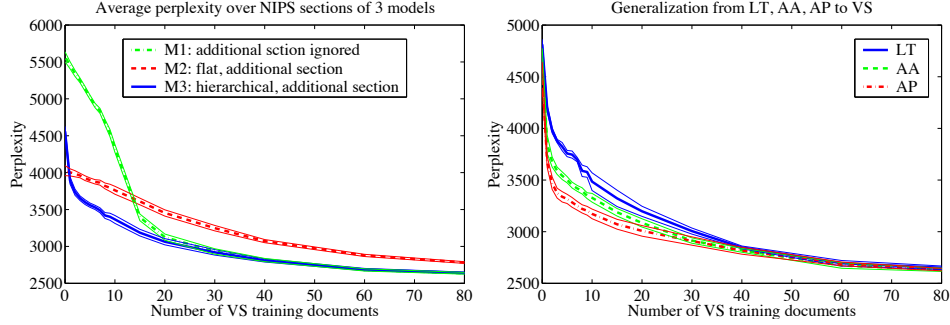 Average perplexity over NIPS sections of 3 models
6000
5500
5000
4500
4000
3500
3000
2500
Perplexity
M1: additional sction ignored
M2: flat, additional section
M3: hierarchical, additional section
0 10 20 30 40 50 60 70 80
Number of VS training documents
Generalization from LT, AA, AP to VS
5000
4500
4000
3500
3000
2500
Perplexity
LT
AA
AP
0 10 20 30 40 50 60 70 80
Number of VS training documents